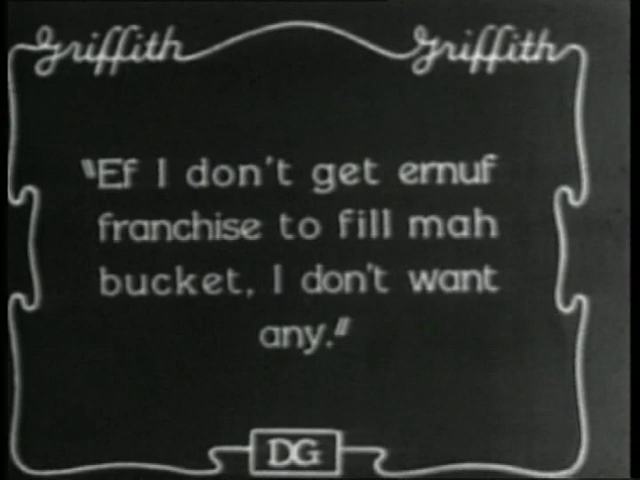 Griffith Griffith
"Ef I don't get ernuf
franchise to fill mah
bucket, I don't want
any."
DG